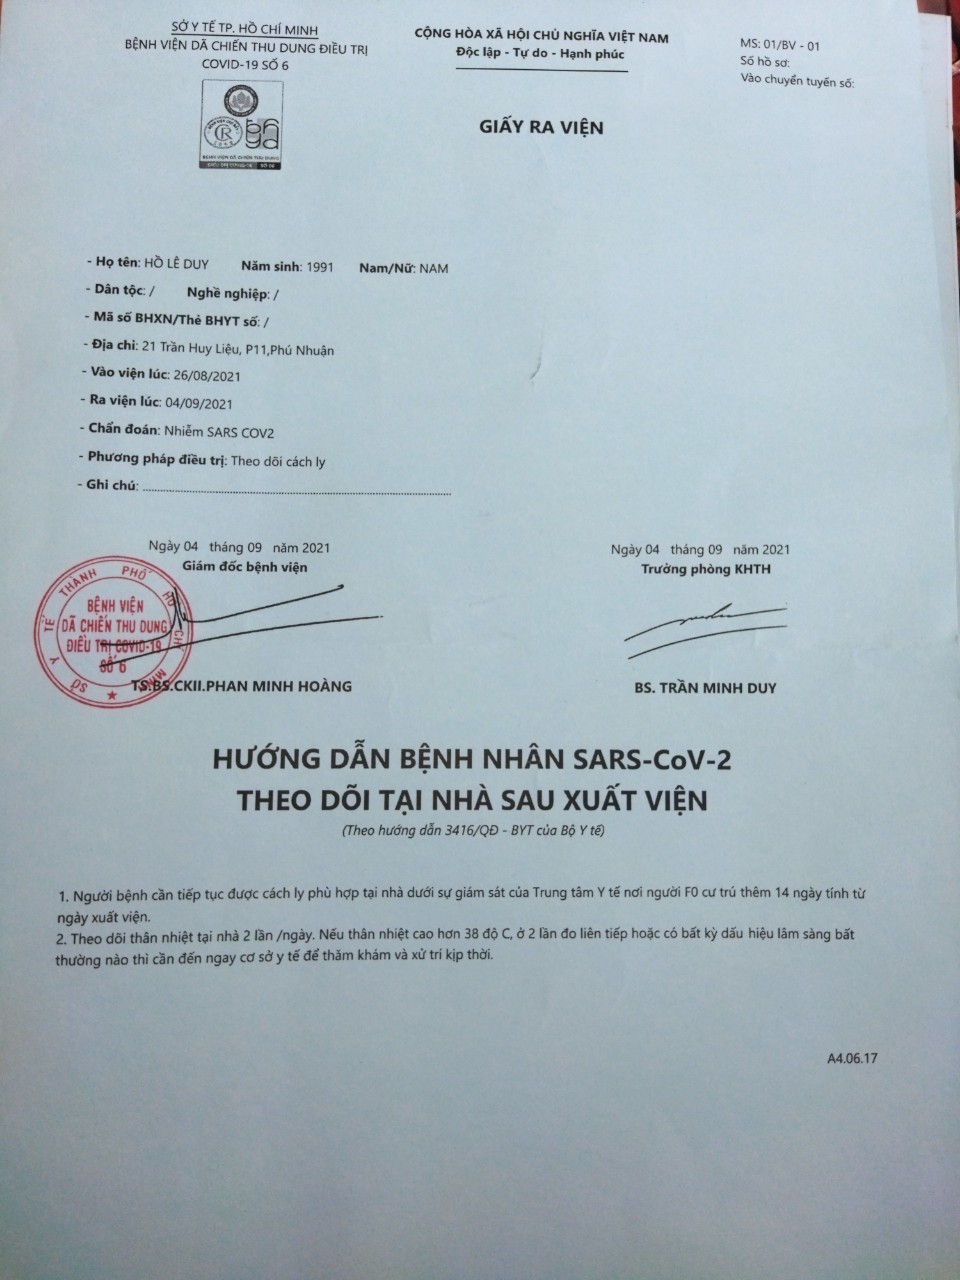 SỞ Y TẾ TP. HỒ CHÍ MINH
BỆNH VIỆN DÃ CHIẾN THU DUNG ĐIỀU TRỊ
COVID-19 SỐ 6
CỘNG HÒA XÃ HỘI CHỦ NGHĨA VIỆT NAM
Độc lập - Tự do - Hạnh phúc
MS: 01/BV - 01
Số hồ sơ:
Vào chuyển tuyến số:
BỆNH VIỆN DÃ CHIẾN THU DUNG
GIẤY RA VIỆN
- Họ tên: HỒ LÊ DUY Năm sinh: 1991 Nam/Nữ: NAM
- Dân tộc: / Nghề nghiệp: /
- Mã số BHXN/Thẻ BHYT số: /
- Địa chỉ: 21 Trần Huy Liệu, P11,Phú Nhuận
- Vào viện lúc: 26/08/2021
- Ra viện lúc: 04/09/2021
- Chẩn đoán: Nhiễm SARS COV2
- Phương pháp điều trị: Theo dõi cách ly
- Ghi chú: ........................................
Ngày 04 tháng 09 năm 2021
Giám đốc bệnh viện
Ngày 04 tháng 09 năm 2021
Trưởng phòng KHTH
SỞ Y TẾ THÀNH PHỐ HỒ CHÍ MINH
BỆNH VIỆN
DÃ CHIẾN THU DUNG
ĐIỀU TRỊ COVID-19
SỐ 6
TS.BS.CKII.PHAN MINH HOÀNG
BS. TRẦN MINH DUY
HƯỚNG DẪN BỆNH NHÂN SARS-CoV-2
THEO DÕI TẠI NHÀ SAU XUẤT VIỆN
(Theo hướng dẫn 3416/QĐ - BYT của Bộ Y tế)
1. Người bệnh cần tiếp tục được cách ly phù hợp tại nhà dưới sự giám sát của Trung tâm Y tế nơi người F0 cư trú thêm 14 ngày tính từ
ngày xuất viện.
2. Theo dõi thân nhiệt tại nhà 2 lần /ngày. Nếu thân nhiệt cao hơn 38 độ C, ở 2 lần đo liên tiếp hoặc có bất kỳ dấu hiệu lâm sàng bất
thường nào thì cần đến ngay cơ sở y tế để thăm khám và xử trí kịp thời.
A4.06.17